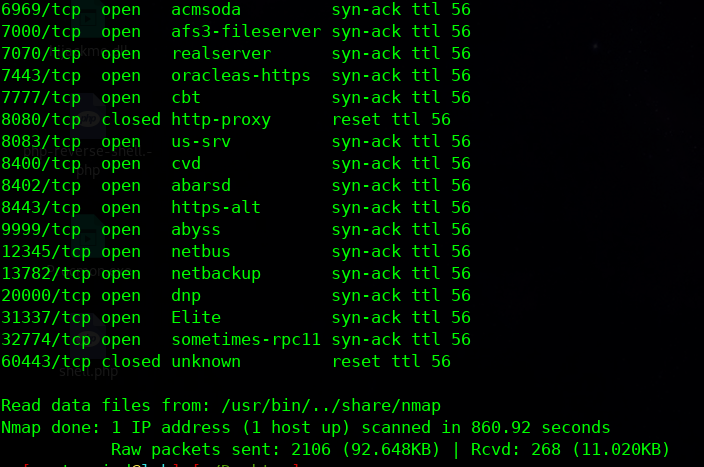 6969/tcp open acmsoda syn-ack ttl 56
7000/tcp open afs3-fileserver syn-ack ttl 56
7070/tcp open realserver syn-ack ttl 56
7443/tcp open oracleas-https syn-ack ttl 56
7777/tcp open cbt syn-ack ttl 56
8080/tcp closed http-proxy reset ttl 56
8083/tcp open us-srv syn-ack ttl 56
8400/tcp open cvd syn-ack ttl 56
8402/tcp open abarsd syn-ack ttl 56
8443/tcp open https-alt syn-ack ttl 56
9999/tcp open abyss syn-ack ttl 56
12345/tcp open netbus syn-ack ttl 56
13782/tcp open netbackup syn-ack ttl 56
20000/tcp open dnp syn-ack ttl 56
31337/tcp open Elite syn-ack ttl 56
32774/tcp open sometimes-rpc11 syn-ack ttl 56
60443/tcp closed unknown reset ttl 56
shell.php
Read data files from: /usr/bin/../share/nmap
Nmap done: 1 IP address (1 host up) scanned in 860.92 seconds
Raw packets sent: 2106 (92.648KB) | Rcvd: 268 (11.020KB)